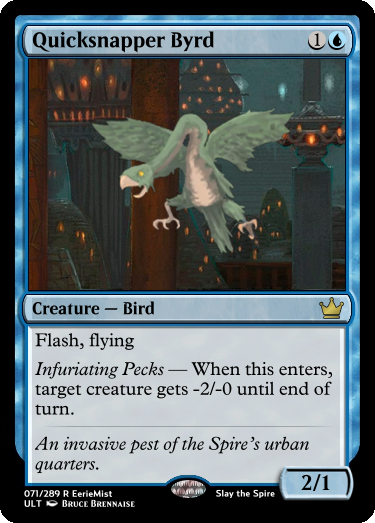 Quicksnapper Byrd 1
Creature — Bird
Flash, flying
Infuriating Pecks — When this enters,
target creature gets -2/-0 until end of
turn.
An invasive pest of the Spire's urban
quarters.
2/1
071/289 R EerieMist
Slay the Spire
ULT Bruce Brennaise